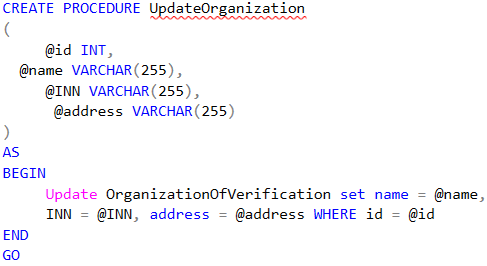 CREATE PROCEDURE UpdateOrganization
(
@id INT,
@name VARCHAR(255),
@INN VARCHAR(255),
@address VARCHAR(255)
)
AS
BEGIN
Update OrganizationOfVerification set name = @name,
INN = @INN, address = @address WHERE id = @id
END
GO